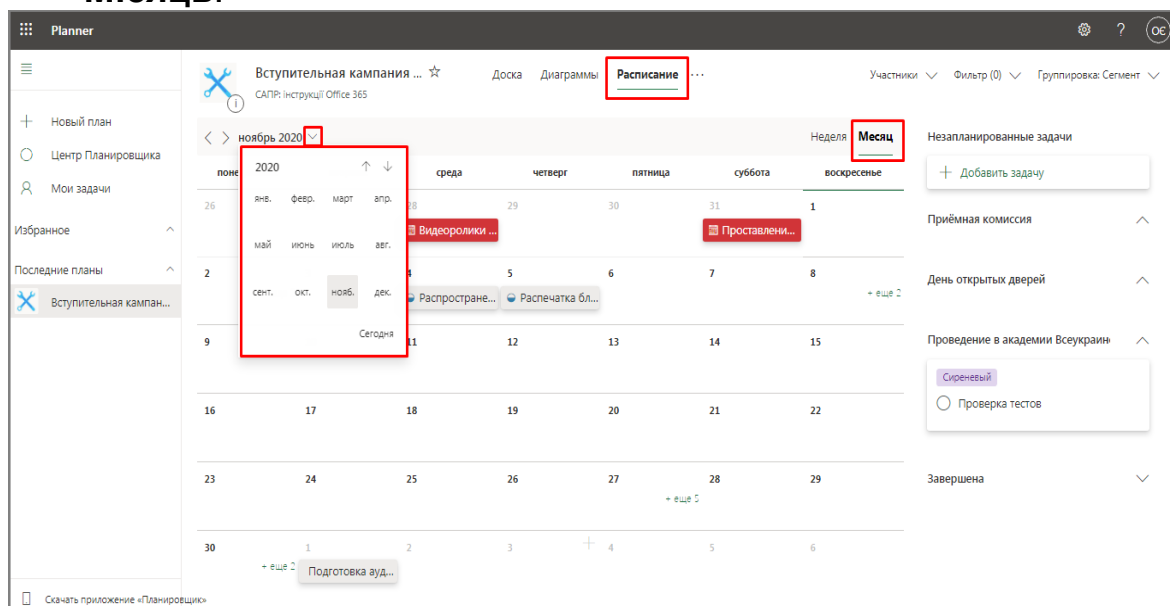 Planner
?
ОЄ
Вступительная кампания ...
САПР: інструкції Office 365
Доска Диаграммы Расписание ...
Участники Фильтр (0) Группировка: Сегмент
Новый план
Центр Планировщика
Мои задачи
Избранное
Последние планы
Вступительная кампан...
ноябрь 2020
Неделя Месяц
2020
янв. февр. март апр.
май июнь июль авг.
сент. окт. нояб. дек.
Сегодня
поне среда четверг пятница суббота воскресенье
26 28 29 30 31 1
Видеоролики ... Проставлени...
2 4 5 6 7 8
Распростране... Распечатка бл... + еще 2
9 11 12 13 14 15
16 17 18 19 20 21 22
23 24 25 26 27 28 29
+ еще 5
30 1 2 3 4 5 6
+ еще 2 Подготовка ауд...
Незапланированные задачи
Добавить задачу
Приёмная комиссия
День открытых дверей
Проведение в академии Всеукраин
Сиреневый
Проверка тестов
Завершена
Скачать приложение «Планировщик»